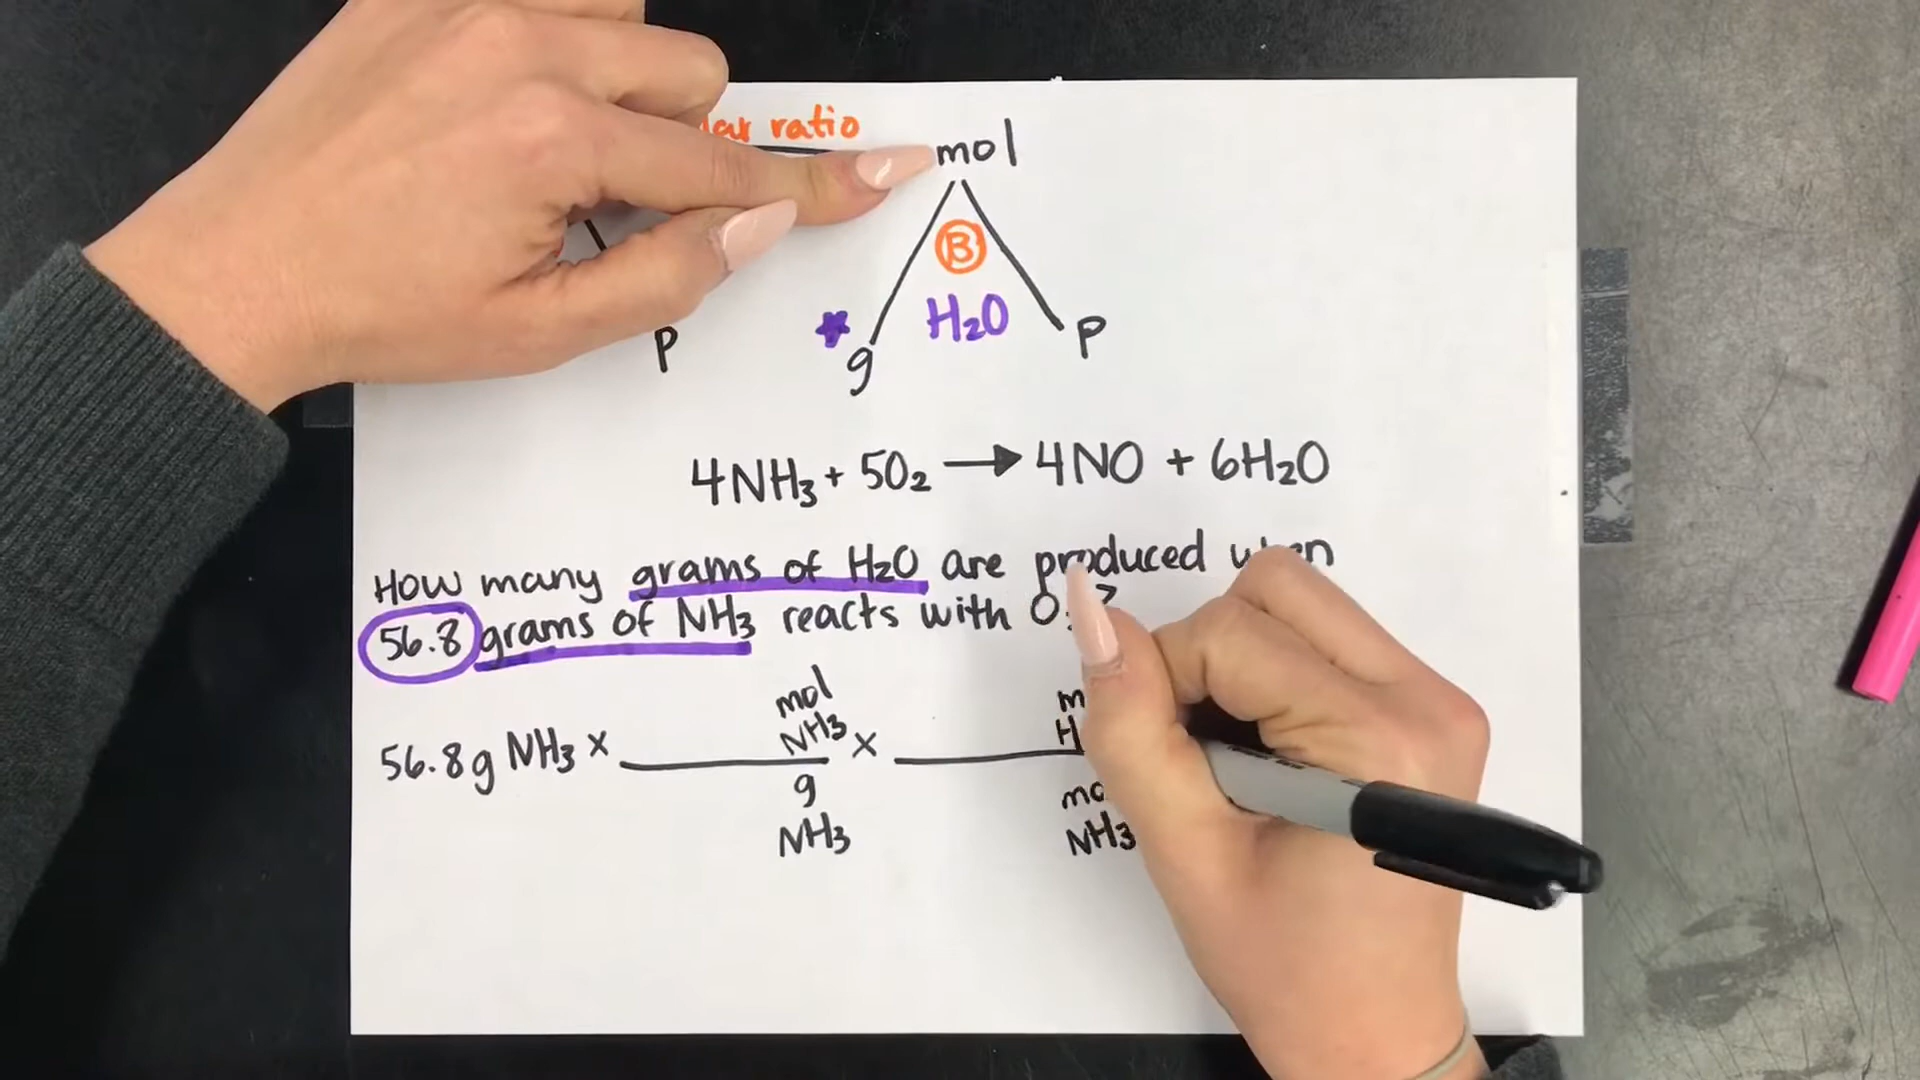 ratio
mol
B
H₂O
p
g
p
4NH₃ + 5O₂ → 4NO + 6H₂O
How many grams of H₂O are produced
56.8 grams of NH₃ reacts with
mol
NH₃
56.8g NH₃ x
x
g
NH₃
NH₃